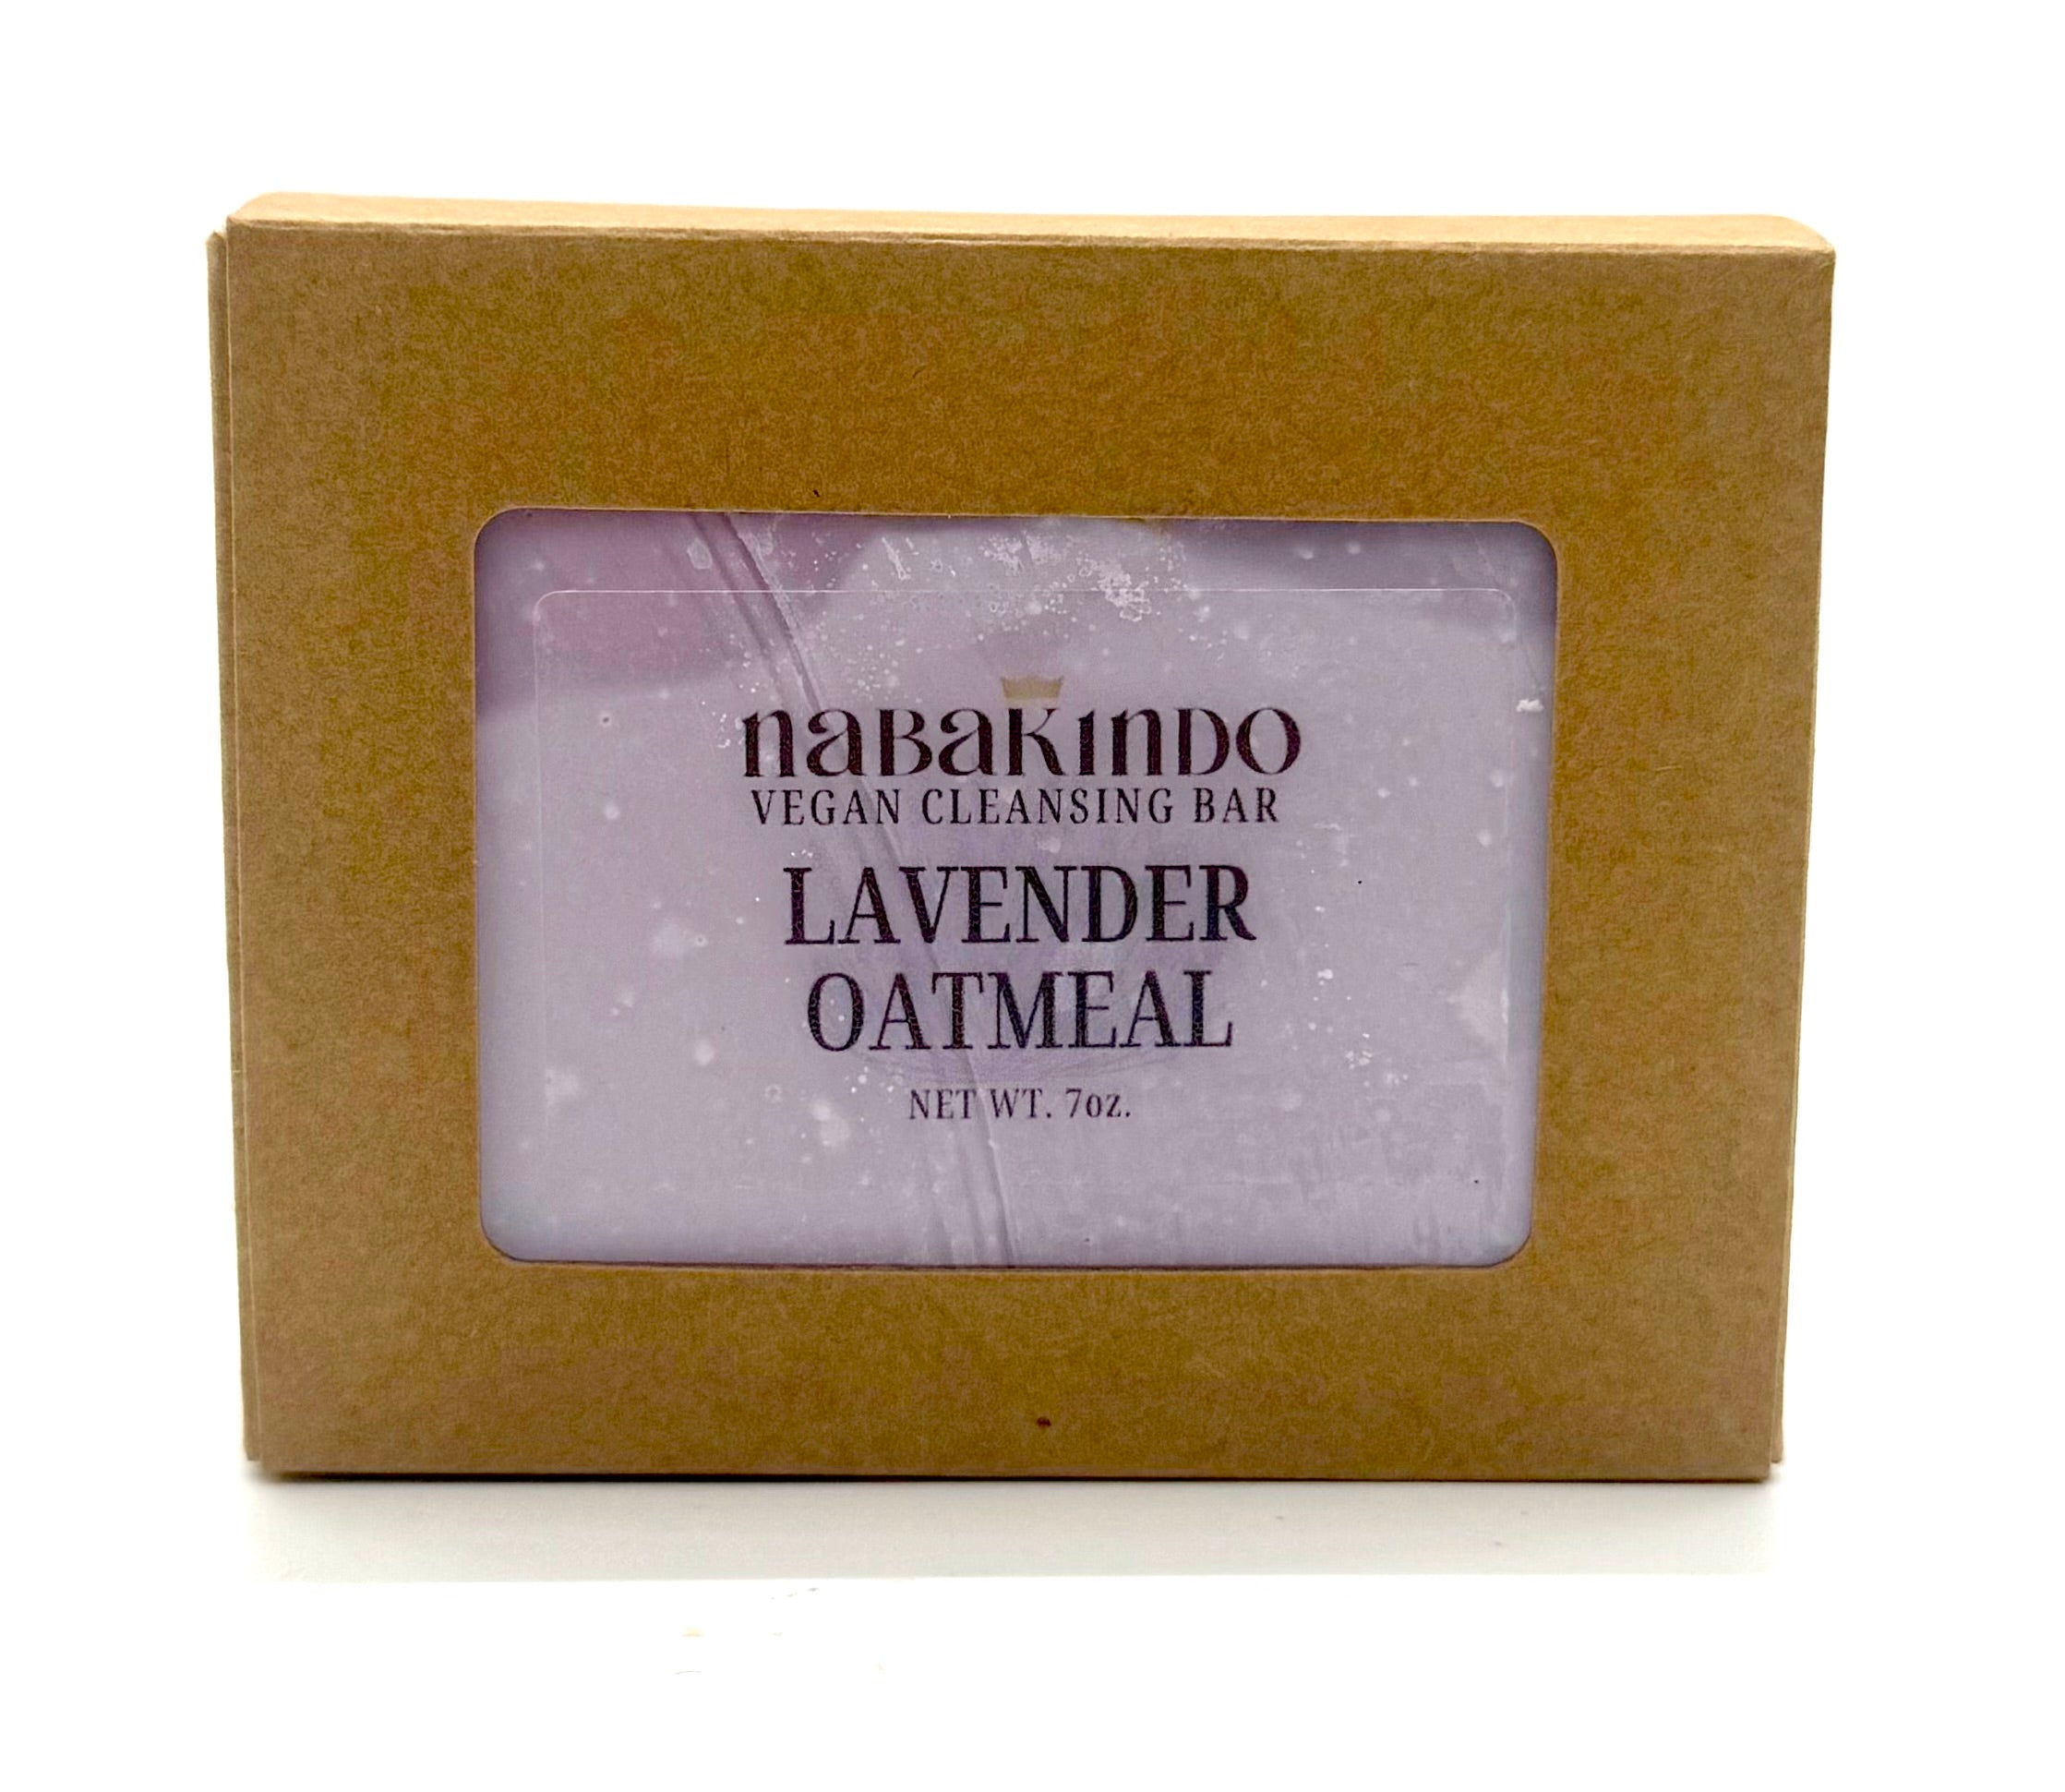 NABAKINDO
VEGAN CLEANSING BAR
LAVENDER
OATMEAL
NET WT. 7oz.